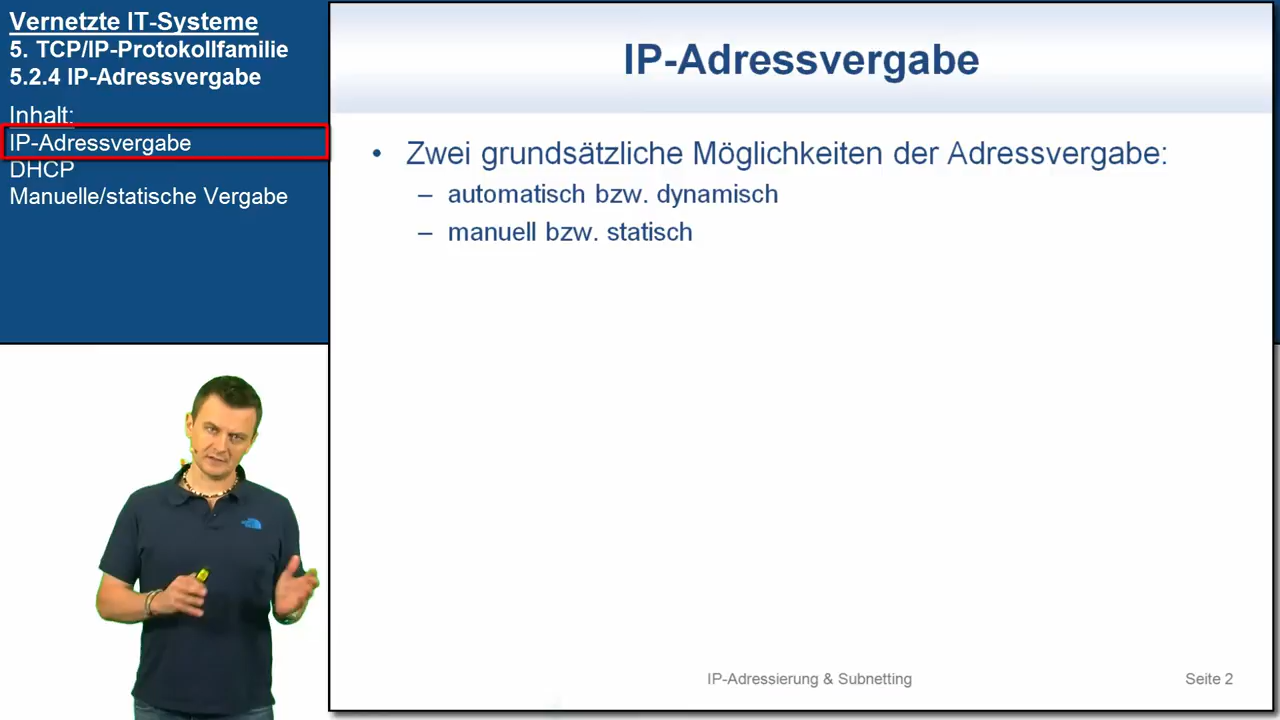 Vernetzte IT-Systeme
5. TCP/IP-Protokollfamilie
5.2.4 IP-Adressvergabe
Inhalt:
IP-Adressvergabe
DHCP
Manuelle/statische Vergabe
IP-Adressvergabe
• Zwei grundsätzliche Möglichkeiten der Adressvergabe:
– automatisch bzw. dynamisch
– manuell bzw. statisch
IP-Adressierung & Subnetting
Seite 2